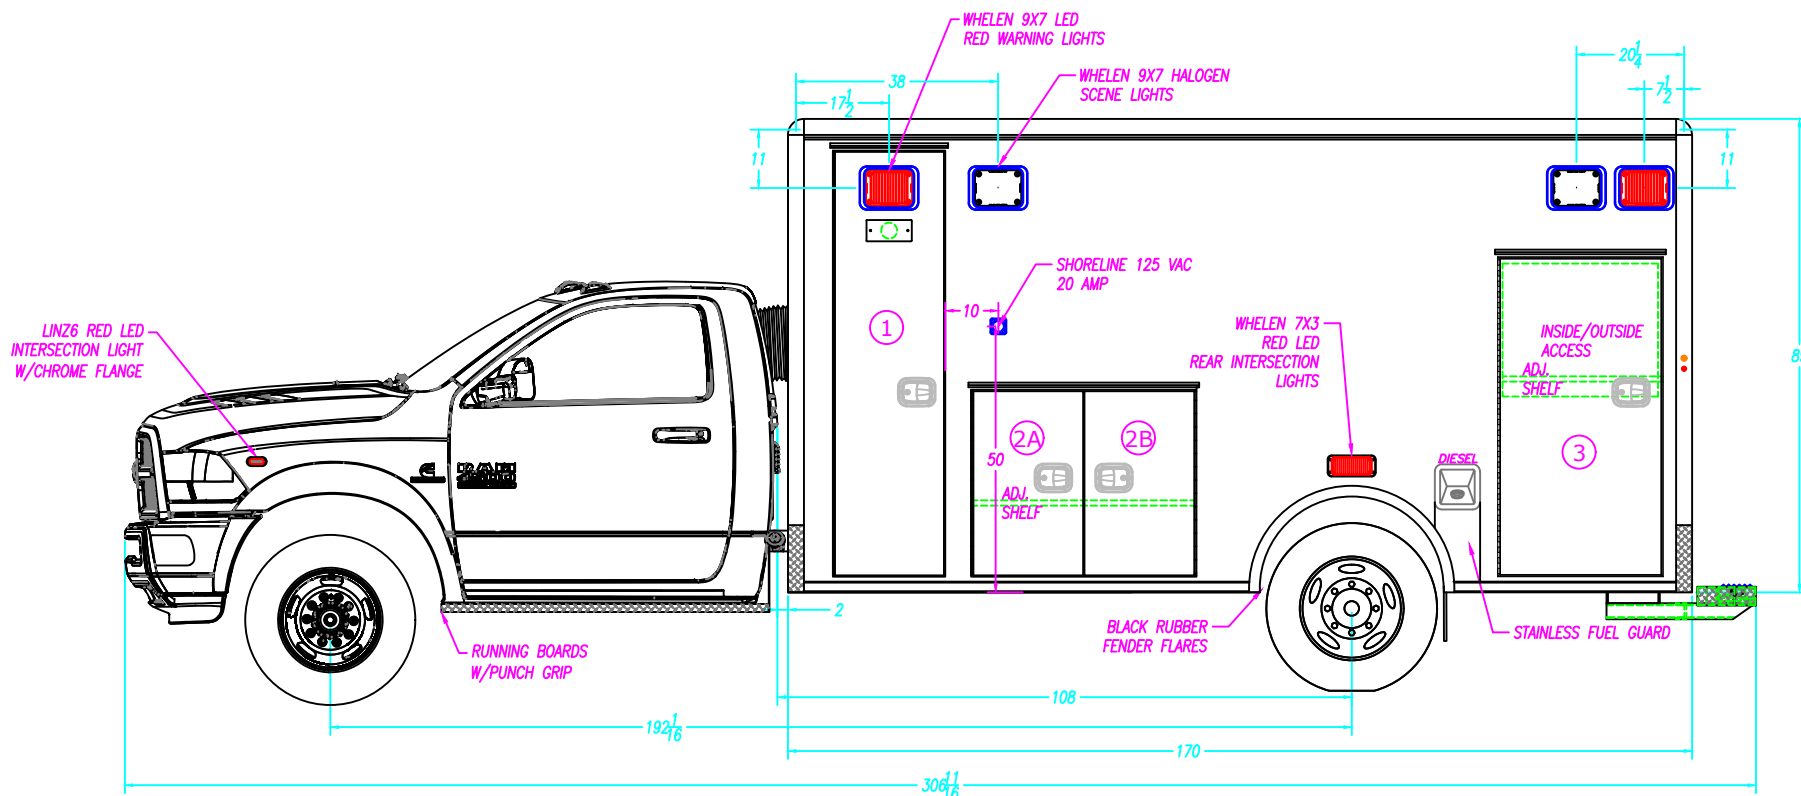 WHELEN 9X7 LED
RED WARNING LIGHTS
WHELEN 9X7 HALOGEN
SCENE LIGHTS
38
17 1/2
20 1/4
7 1/2
11
11
SHORELINE 125 VAC
20 AMP
10
1
LINZ6 RED LED
INTERSECTION LIGHT
W/CHROME FLANGE
WHELEN 7X3
RED LED
REAR INTERSECTION
LIGHTS
INSIDE/OUTSIDE
ACCESS
ADJ.
SHELF
2A
2B
3
50
DIESEL
RAM
ADJ.
SHELF
2
BLACK RUBBER
FENDER FLARES
STAINLESS FUEL GUARD
RUNNING BOARDS
W/PUNCH GRIP
108
192 1/16
170
306 11/16